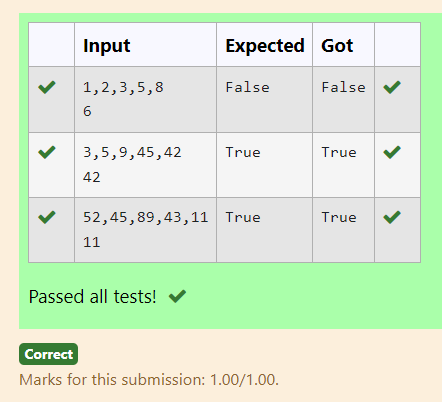 Input Expected Got
1,2,3,5,8 False False
6
3,5,9,45,42 True True
42
52,45,89,43,11 True True
11
Passed all tests!
Correct
Marks for this submission: 1.00/1.00.